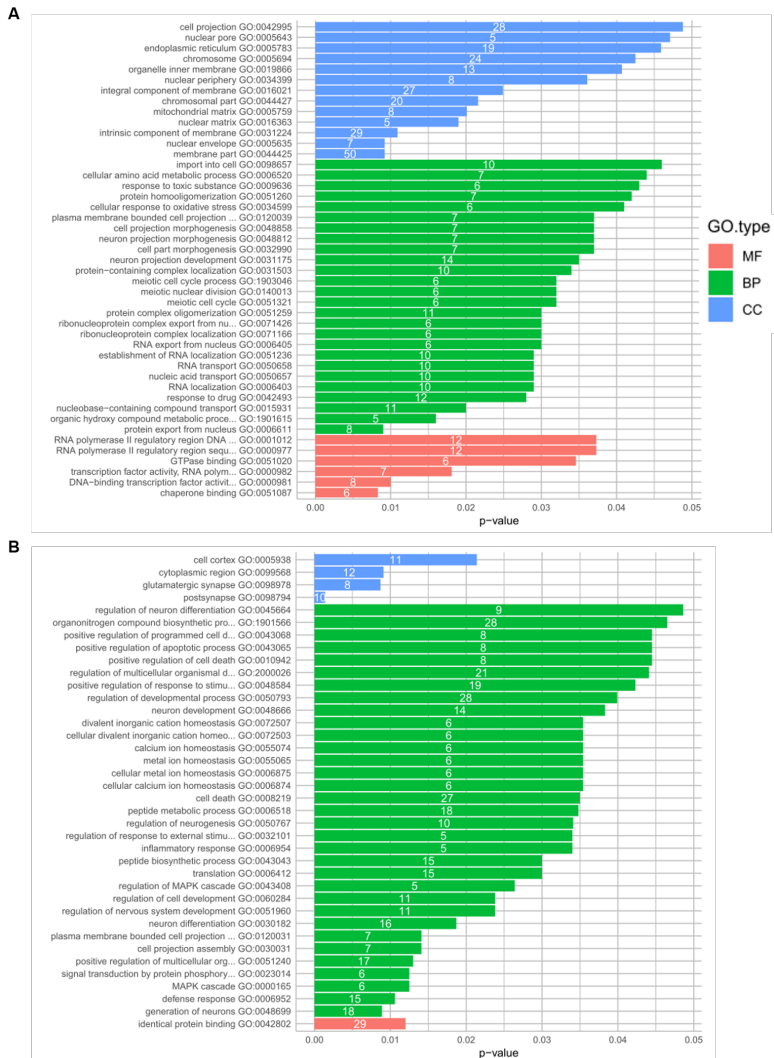 A
cell projection GO:0042995 28
nuclear pore GO:0005643 5
endoplasmic reticulum GO:0005783 19
chromosome GO:0005694 24
organelle inner membrane GO:0019866 13
nuclear periphery GO:0034399 8
integral component of membrane GO:0016021 27
chromosomal part GO:0044427 20
mitochondrial matrix GO:0005759 8
nuclear matrix GO:0016363 5
intrinsic component of membrane GO:0031224 29
nuclear envelope GO:0005635 7
membrane part GO:0044425 50
import into cell GO:0098657 10
cellular amino acid metabolic process GO:0006520 7
response to toxic substance GO:0009636 6
protein homooligomerization GO:0051260 7
cellular response to oxidative stress GO:0034599 6
plasma membrane bounded cell projection ... GO:0120039 7
cell projection morphogenesis GO:0048858 7
neuron projection morphogenesis GO:0048812 7
cell part morphogenesis GO:0032990 7
neuron projection development GO:0031175 14
protein-containing complex localization GO:0031503 10
meiotic cell cycle process GO:1903046 6
meiotic nuclear division GO:0140013 6
meiotic cell cycle GO:0051321 6
protein complex oligomerization GO:0051259 11
ribonucleoprotein complex export from nu... GO:0071426 6
ribonucleoprotein complex localization GO:0071166 6
RNA export from nucleus GO:0006405 6
establishment of RNA localization GO:0051236 10
RNA transport GO:0050658 10
nucleic acid transport GO:0050657 10
RNA localization GO:0006403 10
response to drug GO:0042493 12
nucleobase-containing compound transport GO:0015931 11
organic hydroxy compound metabolic proce... GO:1901615 5
protein export from nucleus GO:0006611 8
RNA polymerase II regulatory region DNA ... GO:0001012 12
RNA polymerase II regulatory region sequ... GO:0000977 12
GTPase binding GO:0051020 6
transcription factor activity, RNA polym... GO:0000982 7
DNA-binding transcription factor activit... GO:0000981 8
chaperone binding GO:0051087 6
0.00 0.01 0.02 0.03 0.04 0.05
p-value
GO.type
MF
BP
CC
B
cell cortex GO:0005938 11
cytoplasmic region GO:0099568 12
glutamatergic synapse GO:0098978 8
postsynapse GO:0098794 10
regulation of neuron differentiation GO:0045664 9
organonitrogen compound biosynthetic pro... GO:1901566 28
positive regulation of programmed cell d... GO:0043068 8
positive regulation of apoptotic process GO:0043065 8
positive regulation of cell death GO:0010942 8
regulation of multicellular organismal d... GO:2000026 21
positive regulation of response to stimu... GO:0048584 19
regulation of developmental process GO:0050793 28
neuron development GO:0048666 14
divalent inorganic cation homeostasis GO:0072507 6
cellular divalent inorganic cation homeo... GO:0072503 6
calcium ion homeostasis GO:0055074 6
metal ion homeostasis GO:0055065 6
cellular metal ion homeostasis GO:0006875 6
cellular calcium ion homeostasis GO:0006874 6
cell death GO:0008219 27
peptide metabolic process GO:0006518 18
regulation of neurogenesis GO:0050767 10
regulation of response to external stimu... GO:0032101 5
inflammatory response GO:0006954 5
peptide biosynthetic process GO:0043043 15
translation GO:0006412 15
regulation of MAPK cascade GO:0043408 5
regulation of cell development GO:0060284 11
regulation of nervous system development GO:0051960 11
neuron differentiation GO:0030182 16
plasma membrane bounded cell projection ... GO:0120031 7
cell projection assembly GO:0030031 7
positive regulation of multicellular org... GO:0051240 17
signal transduction by protein phosphory... GO:0023014 6
MAPK cascade GO:0000165 6
defense response GO:0006952 15
generation of neurons GO:0048699 18
identical protein binding GO:0042802 29
0.00 0.01 0.02 0.03 0.04 0.05
p-value